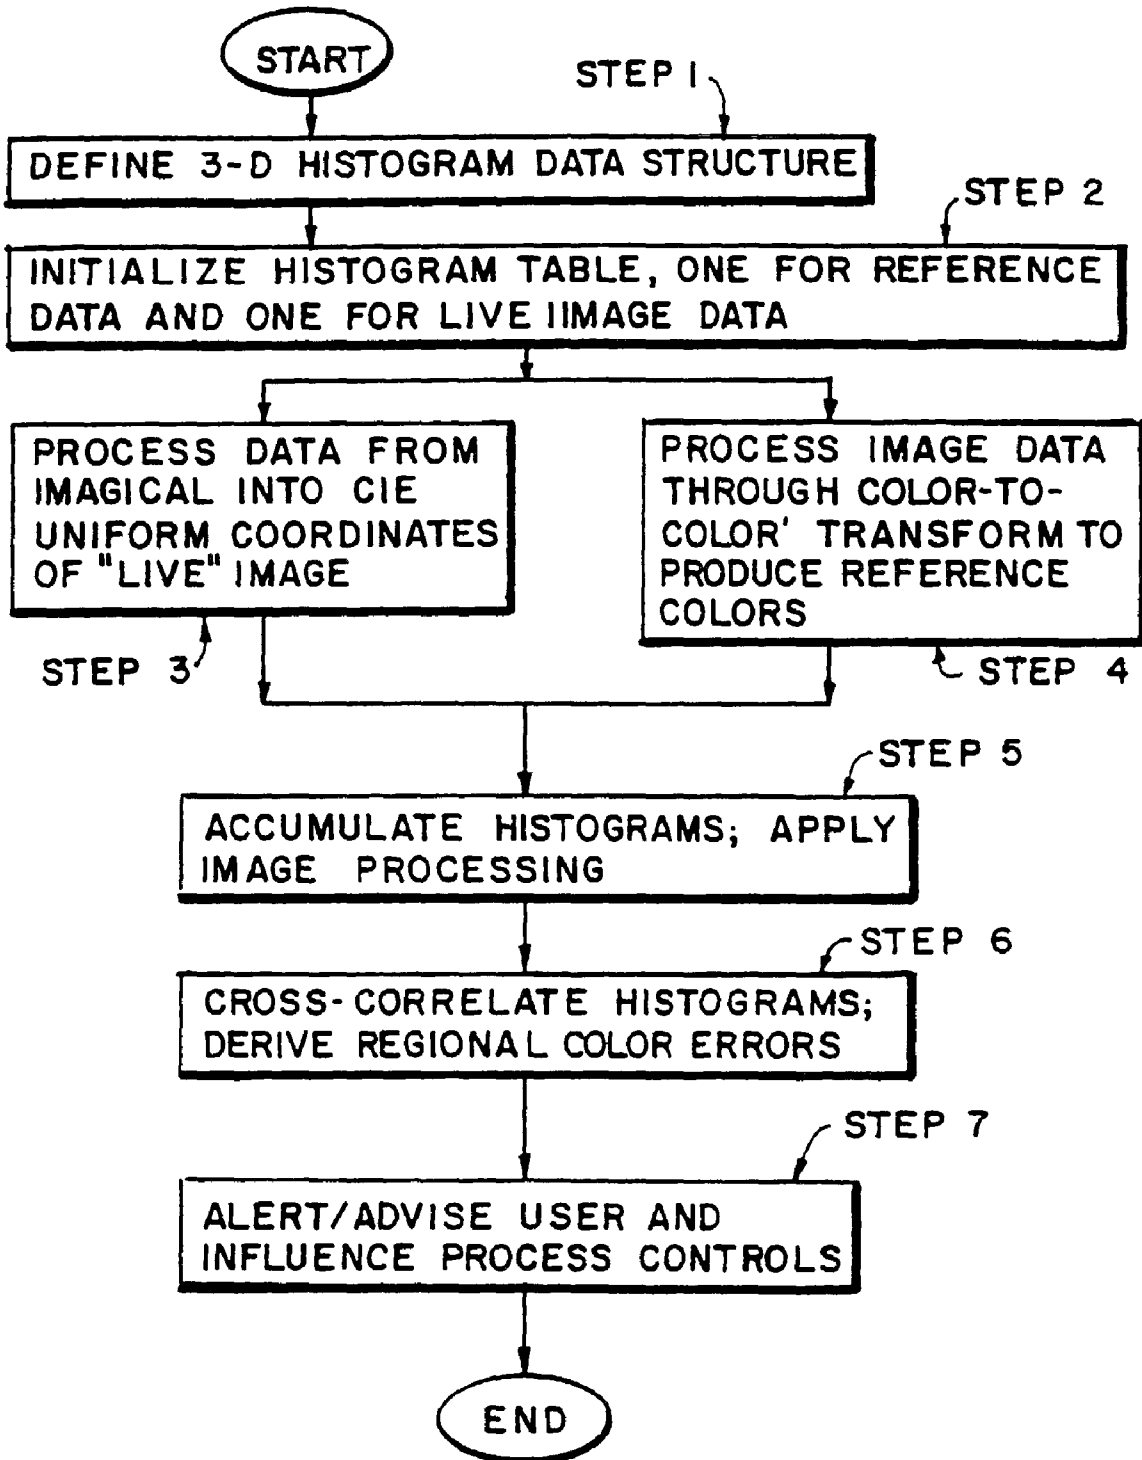 START
STEP 1
DEFINE 3-D HISTOGRAM DATA STRUCTURE
STEP 2
INITIALIZE HISTOGRAM TABLE, ONE FOR REFERENCE
DATA AND ONE FOR LIVE IIMAGE DATA
PROCESS DATA FROM
IMAGICAL INTO CIE
UNIFORM COORDINATES
OF "LIVE" IMAGE
STEP 3
PROCESS IMAGE DATA
THROUGH COLOR-TO-
COLOR' TRANSFORM TO
PRODUCE REFERENCE
COLORS
STEP 4
STEP 5
ACCUMULATE HISTOGRAMS; APPLY
IMAGE PROCESSING
STEP 6
CROSS-CORRELATE HISTOGRAMS;
DERIVE REGIONAL COLOR ERRORS
STEP 7
ALERT/ADVISE USER AND
INFLUENCE PROCESS CONTROLS
END